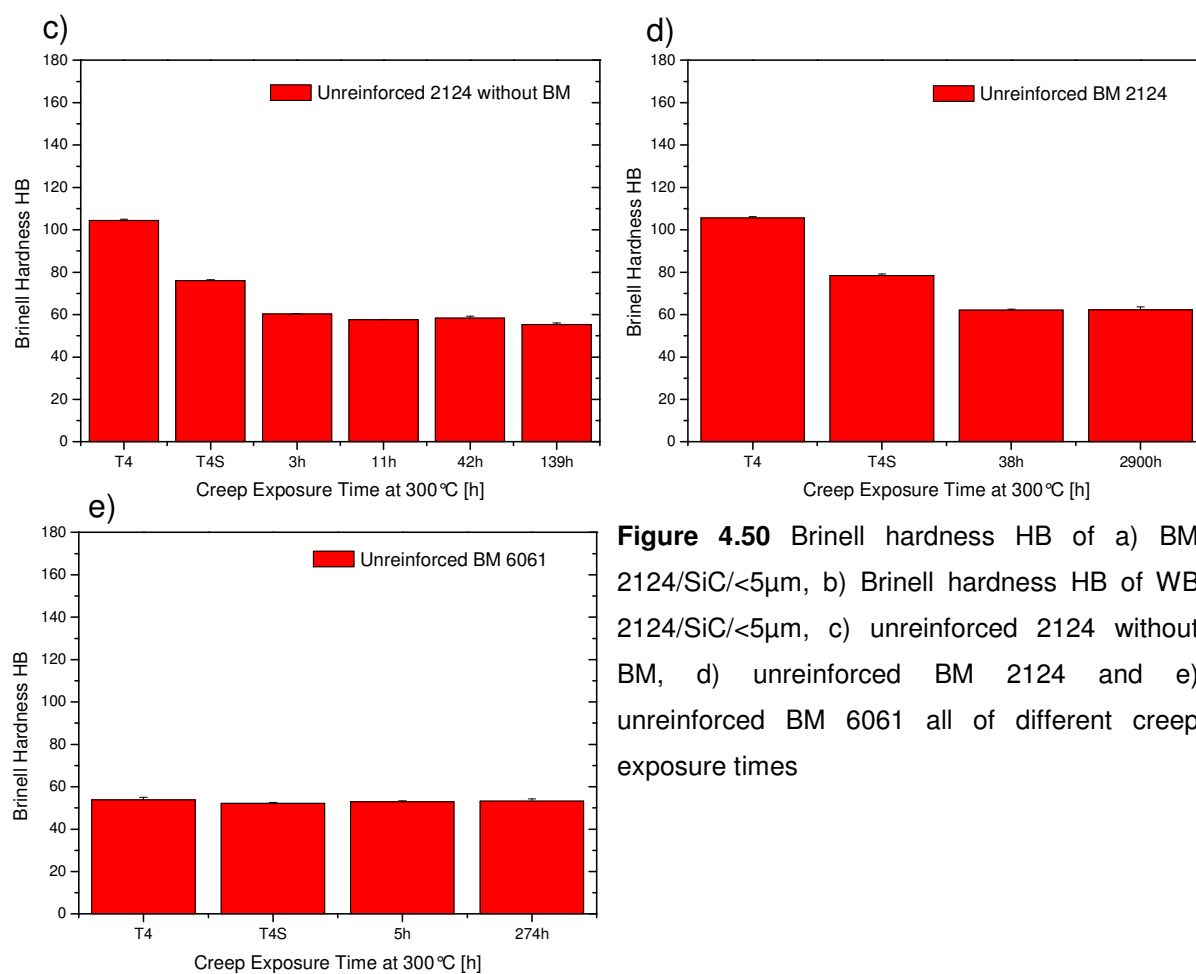 c)
Unreinforced 2124 without BM
180
160
140
120
100
80
60
40
20
0
Brinell Hardness HB
T4 T4S 3h 11h 42h 139h
Creep Exposure Time at 300°C [h]
d)
Unreinforced BM 2124
180
160
140
120
100
80
60
40
20
0
Brinell Hardness HB
T4 T4S 38h 2900h
Creep Exposure Time at 300°C [h]
e)
Unreinforced BM 6061
180
160
140
120
100
80
60
40
20
0
Brinell Hardness HB
T4 T4S 5h 274h
Creep Exposure Time at 300°C [h]
Figure 4.50 Brinell hardness HB of a) BM
2124/SiC/<5µm, b) Brinell hardness HB of WB
2124/SiC/<5µm, c) unreinforced 2124 without
BM, d) unreinforced BM 2124 and e)
unreinforced BM 6061 all of different creep
exposure times